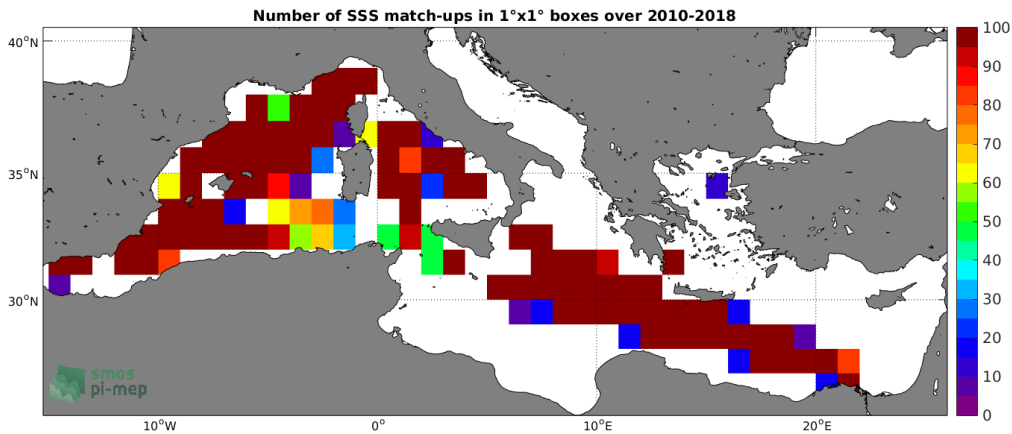 Number of SSS match-ups in 1°x1° boxes over 2010-2018
40°N
35°N
30°N
10°W
0°
10°E
20°E
100
90
80
70
60
50
40
30
20
10
0
smos
pi-mep